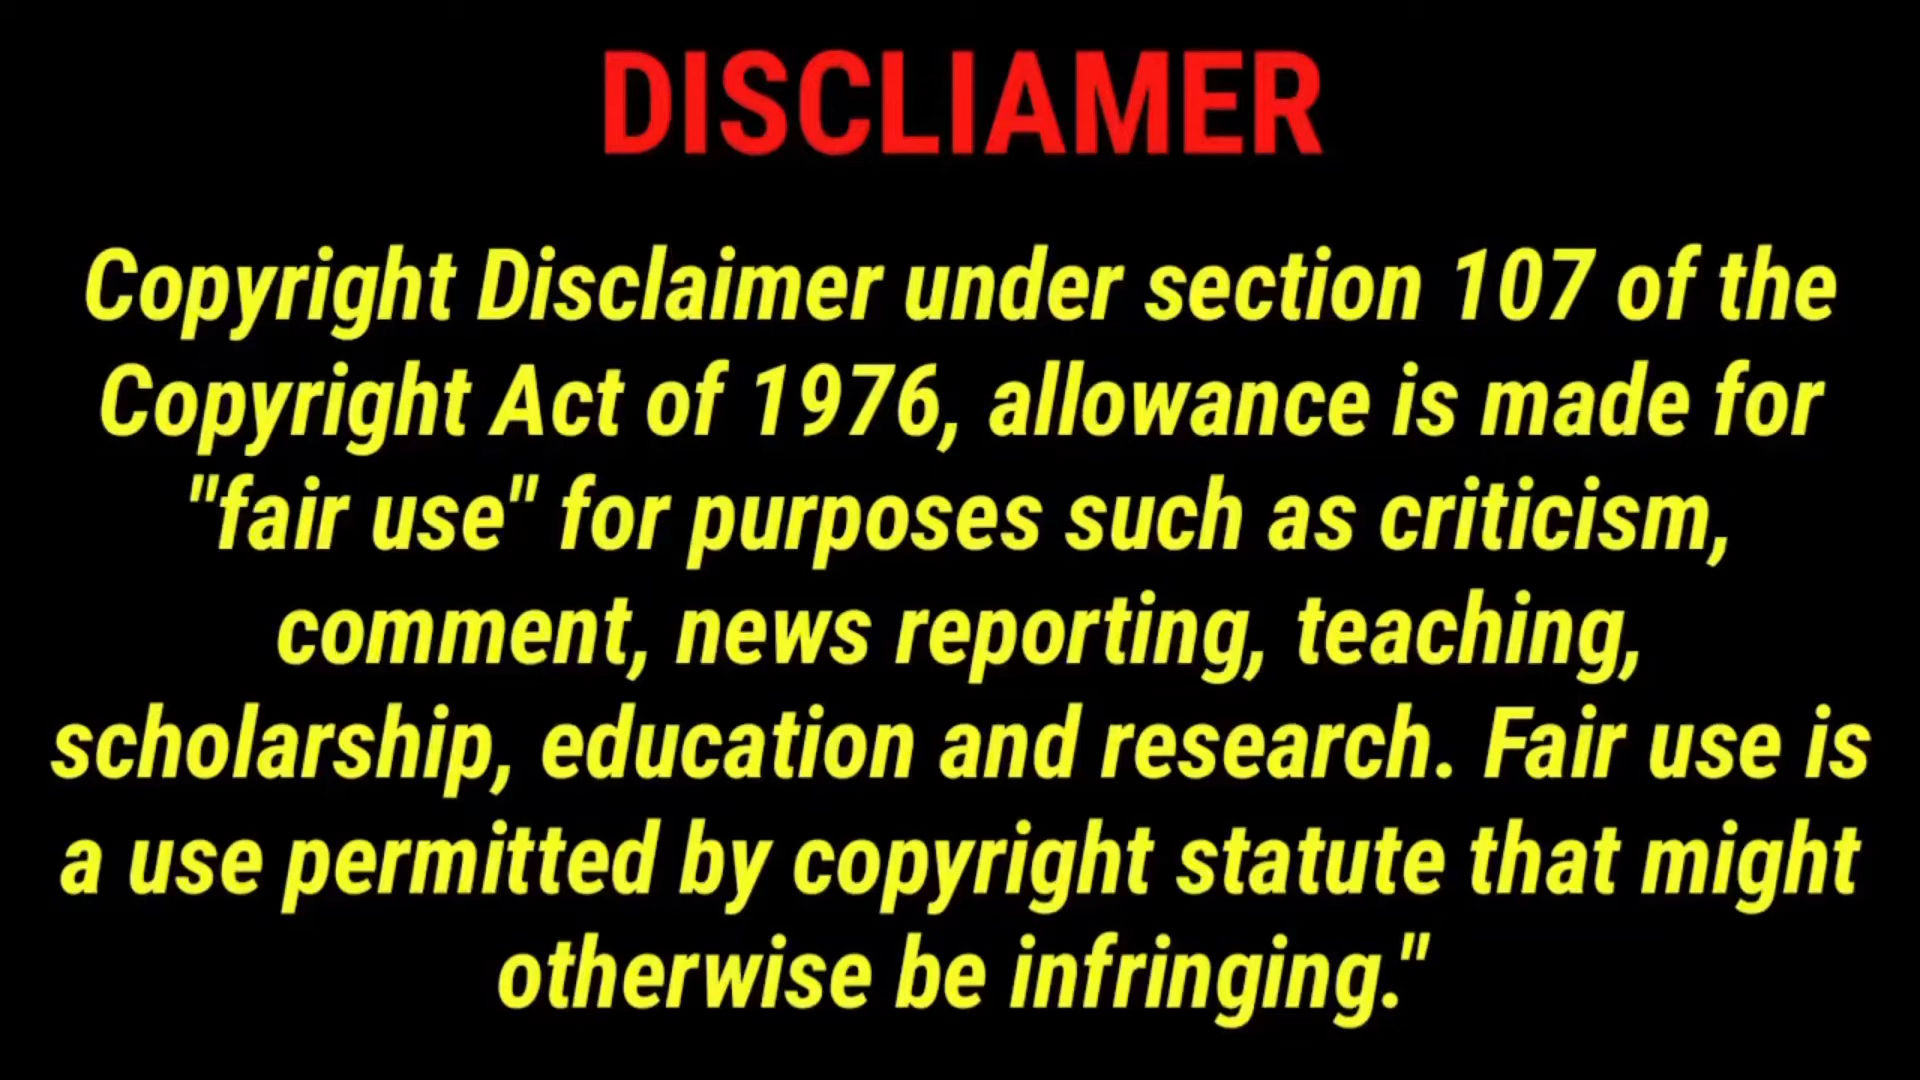 DISCLIAMER
Copyright Disclaimer under section 107 of the
Copyright Act of 1976, allowance is made for
"fair use" for purposes such as criticism,
comment, news reporting, teaching,
scholarship, education and research. Fair use is
a use permitted by copyright statute that might
otherwise be infringing."